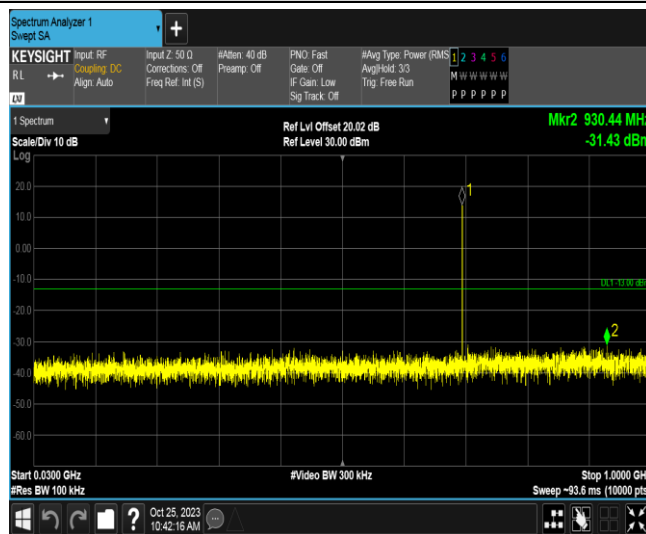 Spectrum Analyzer 1
Swept SA
+
KEYSIGHT Input: RF Input Z: 50 Ω #Atten: 40 dB PNO: Fast #Avg Type: Power (RMS 1 2 3 4 5 6
RL Coupling: DC Corrections: Off Preamp: Off Gate: Off Avg|Hold: 3/3 M W W W W W
Align: Auto Freq Ref: Int (S) IF Gain: Low Trig: Free Run
LXI Sig Track: Off P P P P P P
1 Spectrum Ref Lvl Offset 20.02 dB Mkr2 930.44 MHz
Scale/Div 10 dB Ref Level 30.00 dBm -31.43 dBm
Log
20.0
1
10.0
0.00
-10.0
DL1 -13.00 dBm
-20.0
-30.0
2
-40.0
-50.0
-60.0
Start 0.0300 GHz #Video BW 300 kHz Stop 1.0000 GHz
#Res BW 100 kHz Sweep ~93.6 ms (10000 pts
? Oct 25, 2023
10:42:16 AM